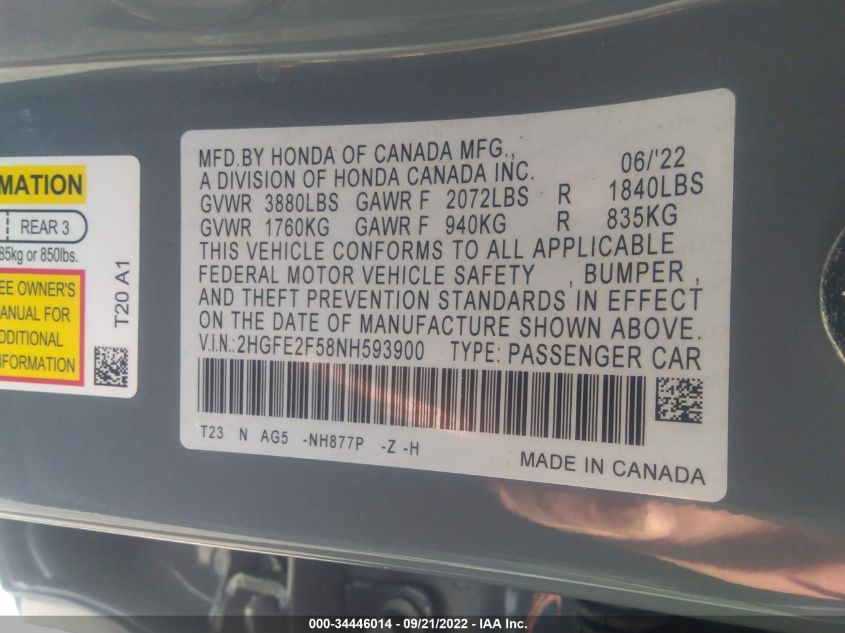 MATION
REAR 3
85kg or 850lbs.
EE OWNER'S
ANUAL FOR
DDITIONAL
NFORMATION
T20 A1
MFD.BY HONDA OF CANADA MFG., 06/'22
A DIVISION OF HONDA CANADA INC.
GVWR 3880LBS GAWR F 2072LBS R 1840LBS
GVWR 1760KG GAWR F 940KG R 835KG
THIS VEHICLE CONFORMS TO ALL APPLICABLE
FEDERAL MOTOR VEHICLE SAFETY , BUMPER ,
AND THEFT PREVENTION STANDARDS IN EFFECT
ON THE DATE OF MANUFACTURE SHOWN ABOVE.
V.I.N.:2HGFE2F58NH593900 TYPE: PASSENGER CAR
T23 N AG5 -NH877P -Z -H
MADE IN CANADA
000-34446014 - 09/21/2022 - IAA Inc.